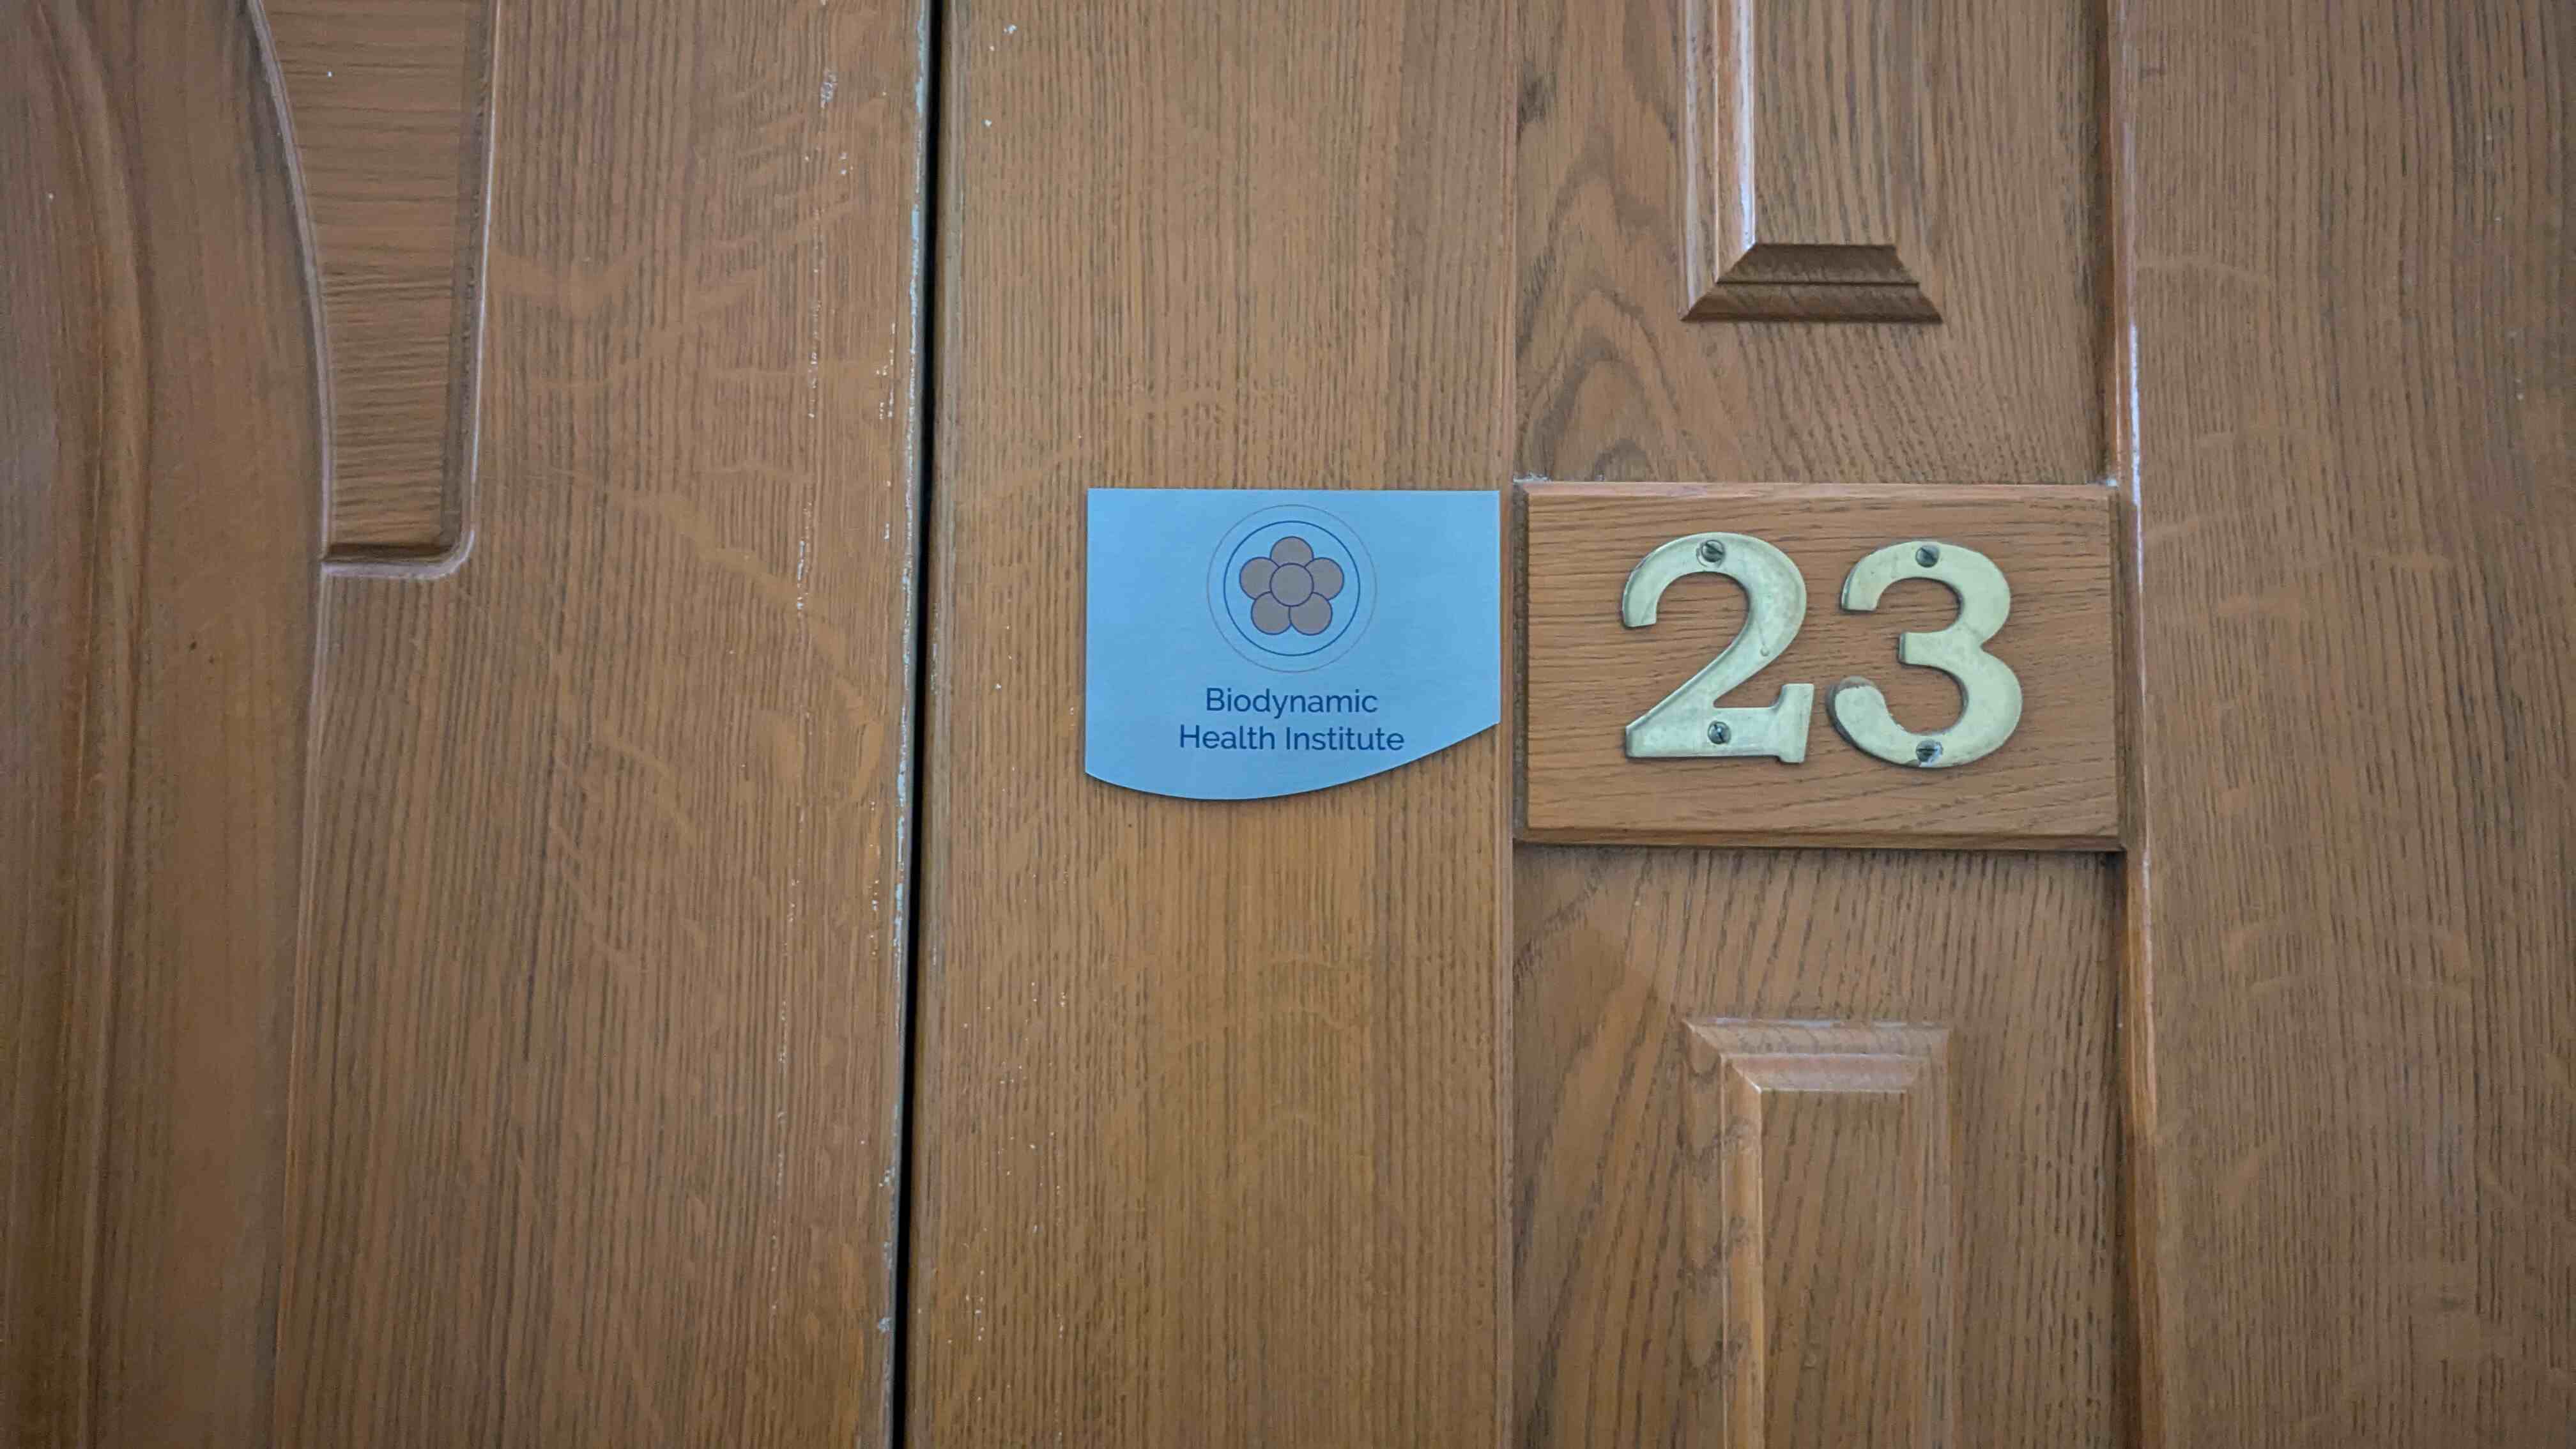 Biodynamic
Health Institute
23